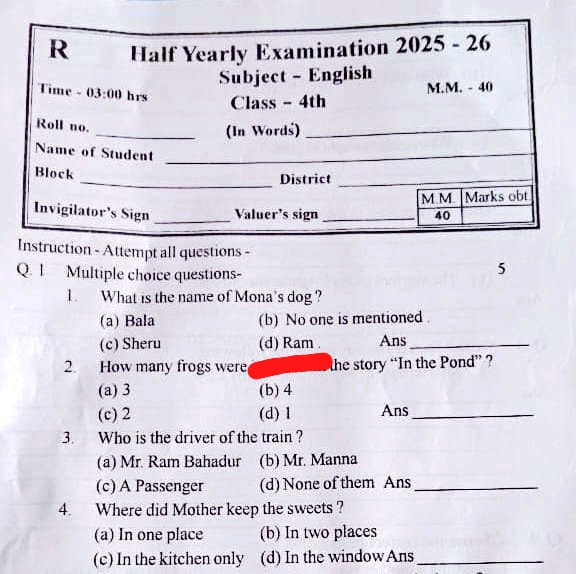 R Half Yearly Examination 2025 - 26
Subject - English
Time - 03:00 hrs M.M. - 40
Class - 4th
Roll no. (In Words)
Name of Student
Block District
M.M. Marks obt
Invigilator's Sign Valuer's sign 40
Instruction - Attempt all questions -
Q. 1 Multiple choice questions- 5
1. What is the name of Mona's dog ?
(a) Bala (b) No one is mentioned .
(c) Sheru (d) Ram . Ans
2. How many frogs were the story “In the Pond” ?
(a) 3 (b) 4
(c) 2 (d) 1 Ans
3. Who is the driver of the train ?
(a) Mr. Ram Bahadur (b) Mr. Manna
(c) A Passenger (d) None of them Ans
4. Where did Mother keep the sweets ?
(a) In one place (b) In two places
(c) In the kitchen only (d) In the window Ans